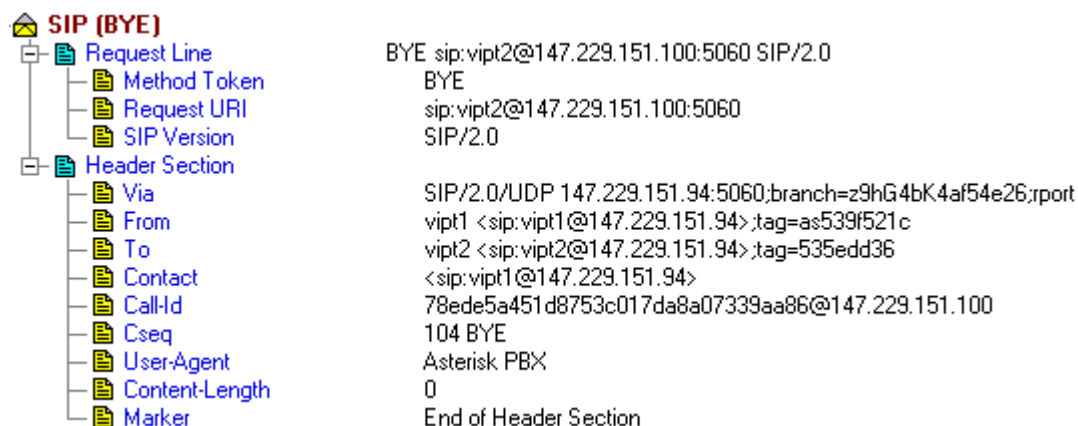 SIP (BYE)
Request Line BYE sip:vipt2@147.229.151.100:5060 SIP/2.0
Method Token BYE
Request URI sip:vipt2@147.229.151.100:5060
SIP Version SIP/2.0
Header Section
Via SIP/2.0/UDP 147.229.151.94:5060;branch=z9hG4bK4af54e26;rport
From vipt1 <sip:vipt1@147.229.151.94>;tag=as539f521c
To vipt2 <sip:vipt2@147.229.151.94>;tag=535edd36
Contact <sip:vipt1@147.229.151.94>
Call-Id 78ede5a451d8753c017da8a07339aa86@147.229.151.100
Cseq 104 BYE
User-Agent Asterisk PBX
Content-Length 0
Marker End of Header Section